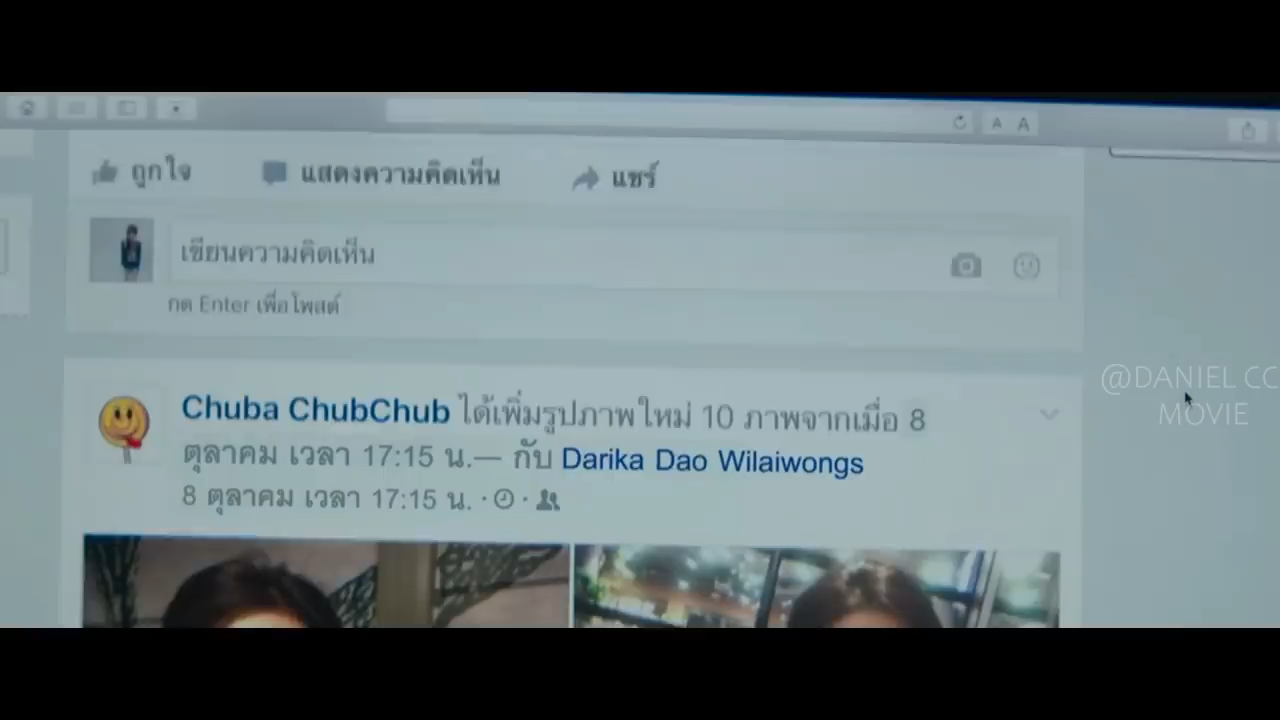 A A
ถูกใจ แสดงความคิดเห็น แชร์
เขียนความคิดเห็น
กด Enter เพื่อโพสต์
Chuba ChubChub ได้เพิ่มรูปภาพใหม่ 10 ภาพจากเมื่อ 8
ตุลาคม เวลา 17:15 น.— กับ Darika Dao Wilaiwongs
8 ตุลาคม เวลา 17:15 น. ·
@DANIEL CC
MOVIE